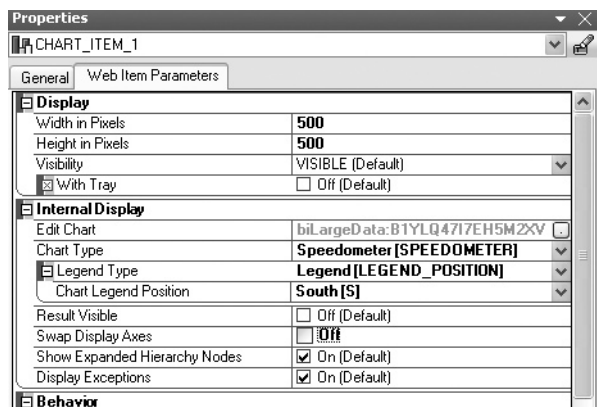 Properties
CHART_ITEM_1
General Web Item Parameters
Display
Width in Pixels 500
Height in Pixels 500
Visibility VISIBLE (Default)
With Tray Off (Default)
Internal Display
Edit Chart biLargeData:B1YLQ47I7EH5M2XV
Chart Type Speedometer [SPEEDOMETER]
Legend Type Legend [LEGEND_POSITION]
Chart Legend Position South [S]
Result Visible Off (Default)
Swap Display Axes Off
Show Expanded Hierarchy Nodes On (Default)
Display Exceptions On (Default)
Behavior